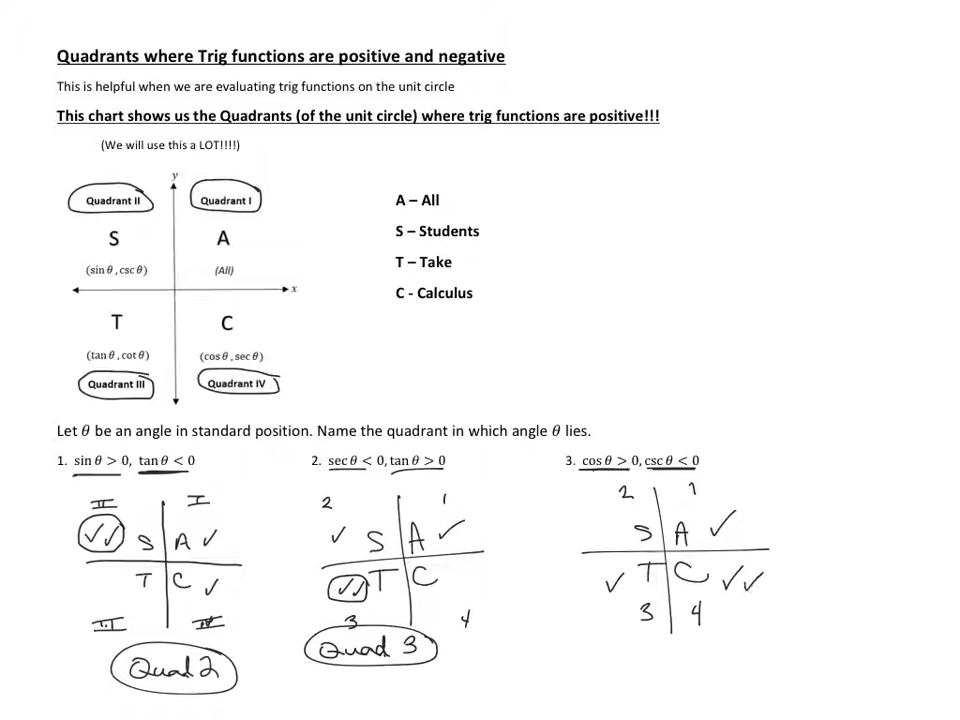 Quadrants where Trig functions are positive and negative
This is helpful when we are evaluating trig functions on the unit circle
This chart shows us the Quadrants (of the unit circle) where trig functions are positive!!!
(We will use this a LOT!!!!)
y
Quadrant II Quadrant I
S A
(sin θ , csc θ) (All)
x
T C
(tan θ , cot θ) (cos θ , sec θ)
Quadrant III Quadrant IV
A – All
S – Students
T – Take
C - Calculus
Let θ be an angle in standard position. Name the quadrant in which angle θ lies.
1. sin θ > 0, tan θ < 0
II I
✓✓ S A ✓
T C ✓
III IV
Quad 2
2. sec θ < 0, tan θ > 0
2 1
✓ S A ✓
✓✓ T C
3 4
Quad 3
3. cos θ > 0, csc θ < 0
2 1
S A ✓
✓ T C ✓✓
3 4